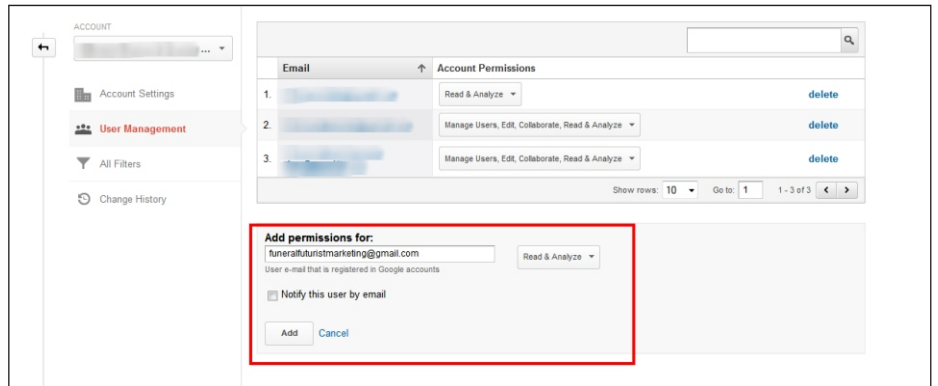 ACCOUNT
...
Account Settings
User Management
All Filters
Change History
Email Account Permissions
1. Read & Analyze delete
2. Manage Users, Edit, Collaborate, Read & Analyze delete
3. Manage Users, Edit, Collaborate, Read & Analyze delete
Show rows: 10 Go to: 1 1 - 3 of 3
Add permissions for:
funeralfuturistmarketing@gmail.com Read & Analyze
User e-mail that is registered in Google accounts
Notify this user by email
Add Cancel